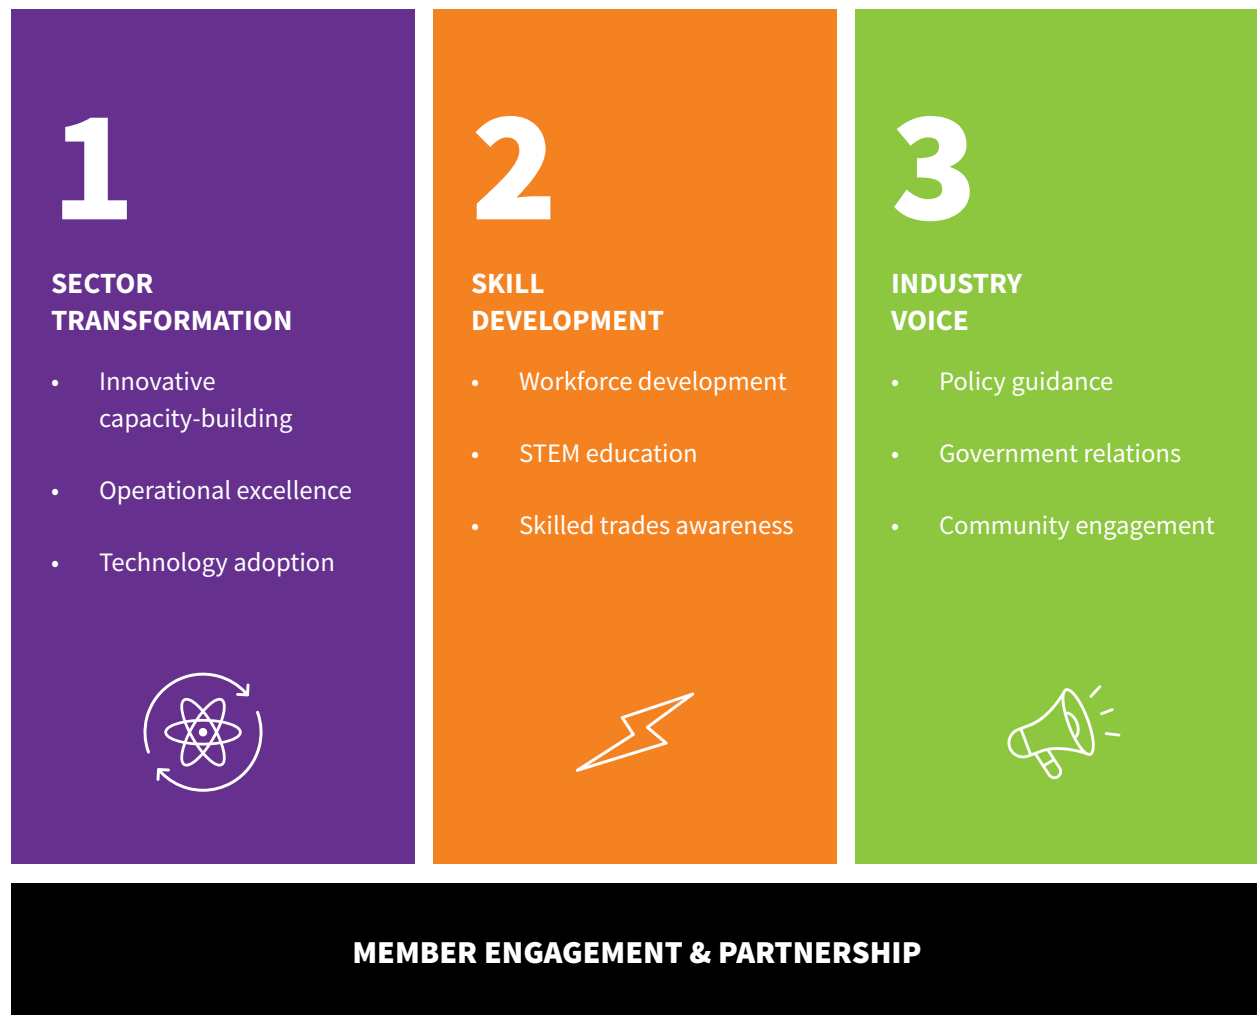 1
SECTOR
TRANSFORMATION
• Innovative
capacity-building
• Operational excellence
• Technology adoption
2
SKILL
DEVELOPMENT
• Workforce development
• STEM education
• Skilled trades awareness
3
INDUSTRY
VOICE
• Policy guidance
• Government relations
• Community engagement
MEMBER ENGAGEMENT & PARTNERSHIP